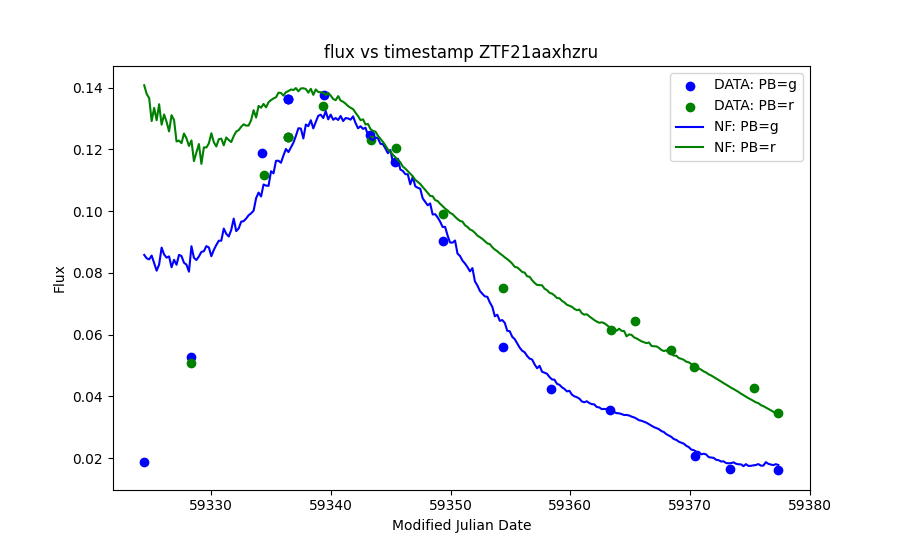 flux vs timestamp ZTF21aaxhzru
DATA: PB=g
DATA: PB=r
NF: PB=g
NF: PB=r
Flux
0.14
0.12
0.10
0.08
0.06
0.04
0.02
59330 59340 59350 59360 59370 59380
Modified Julian Date